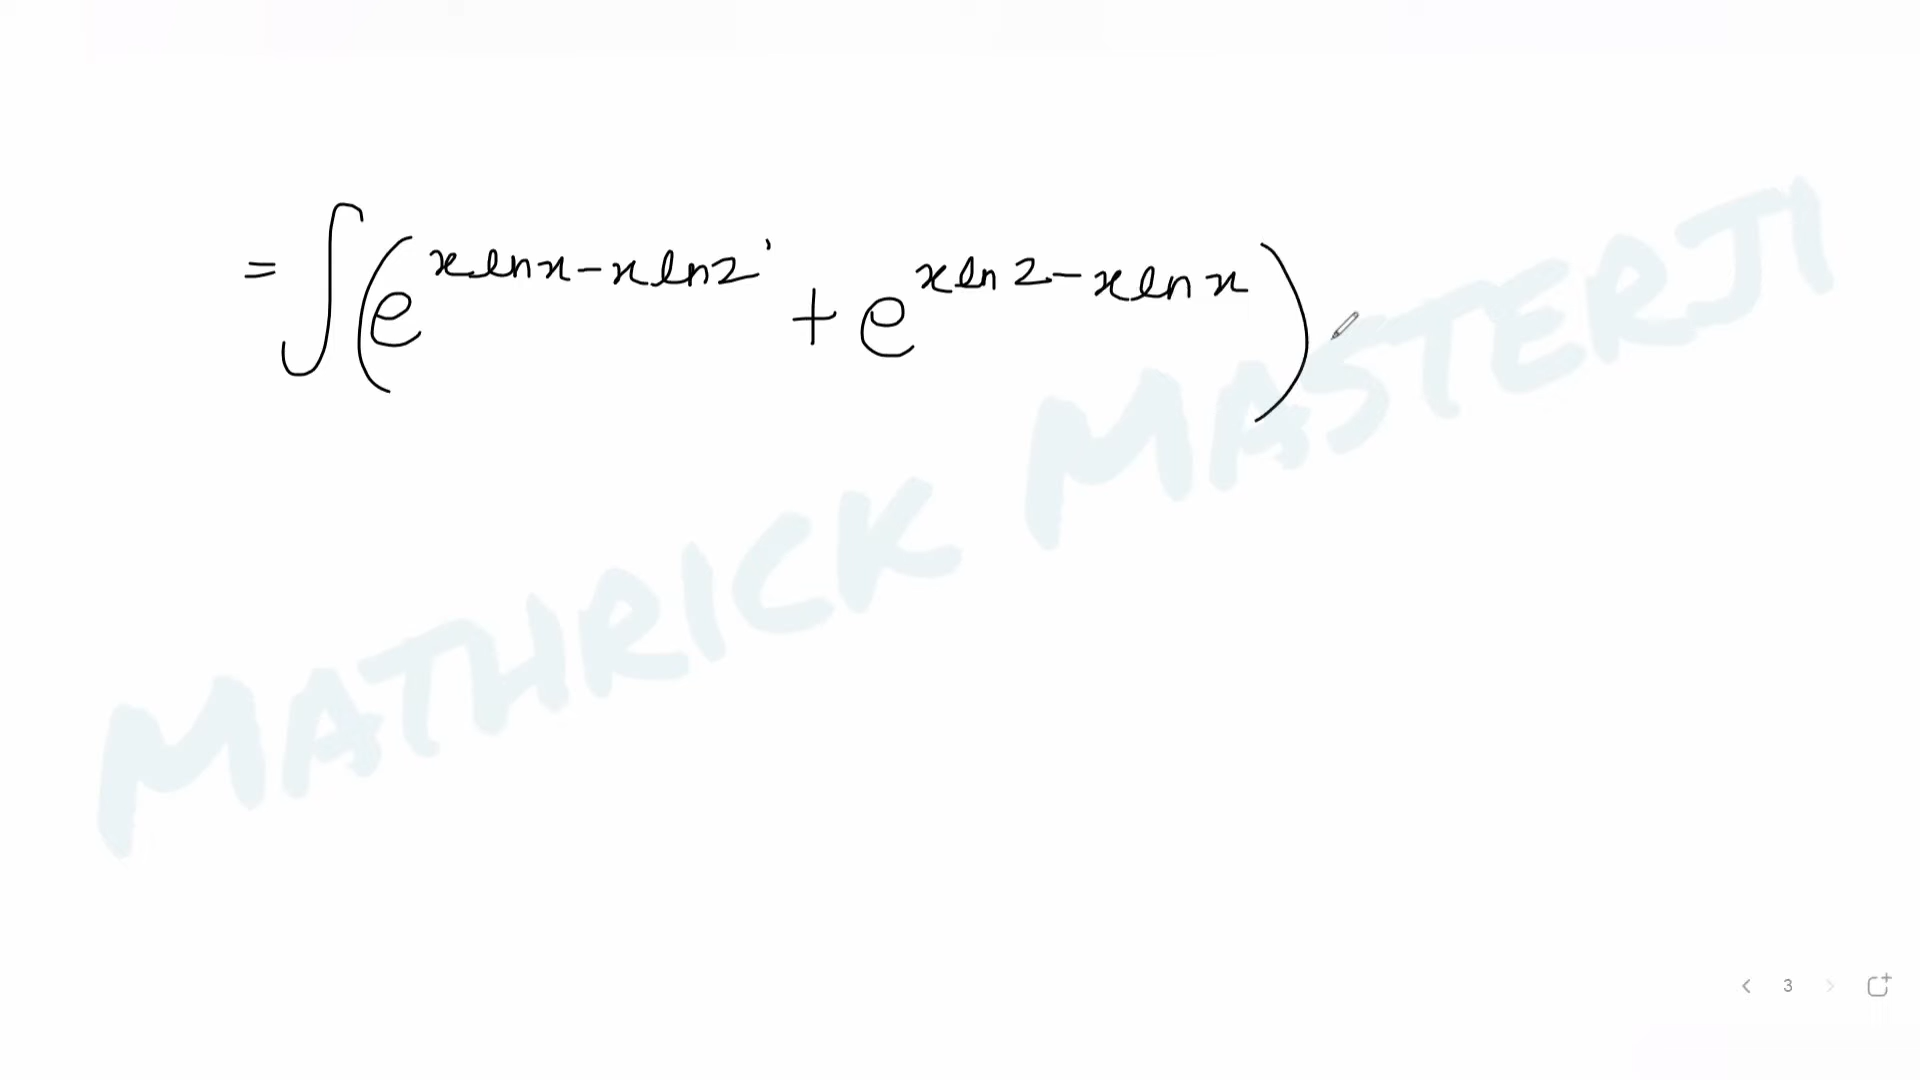 = ∫(e^{x ln x - x ln 2} + e^{x ln 2 - x ln x})
MATHRICK MASTERJI
3